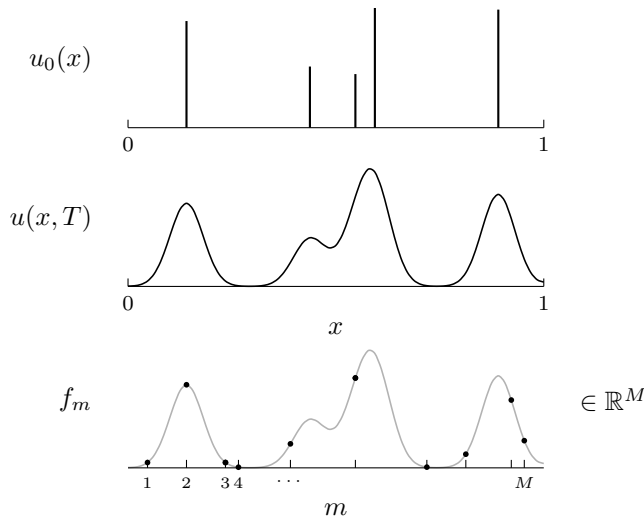 u₀(x)
0 1
u(x, T)
0 1
x
fₘ ∈ ℝᴹ
1 2 3 4 ⋯ M
m